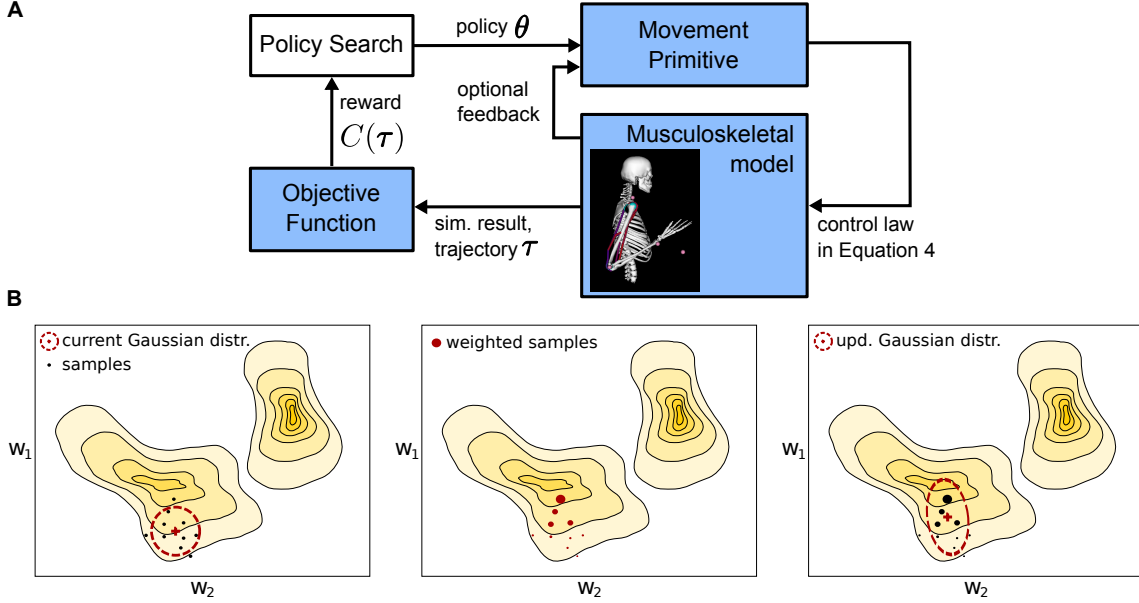 A
Policy Search
policy θ
Movement
Primitive
optional
feedback
reward
C(τ)
Musculoskeletal
model
Objective
Function
sim. result,
trajectory τ
control law
in Equation 4
B
current Gaussian distr.
samples
w1
w2
weighted samples
w1
w2
upd. Gaussian distr.
w1
w2